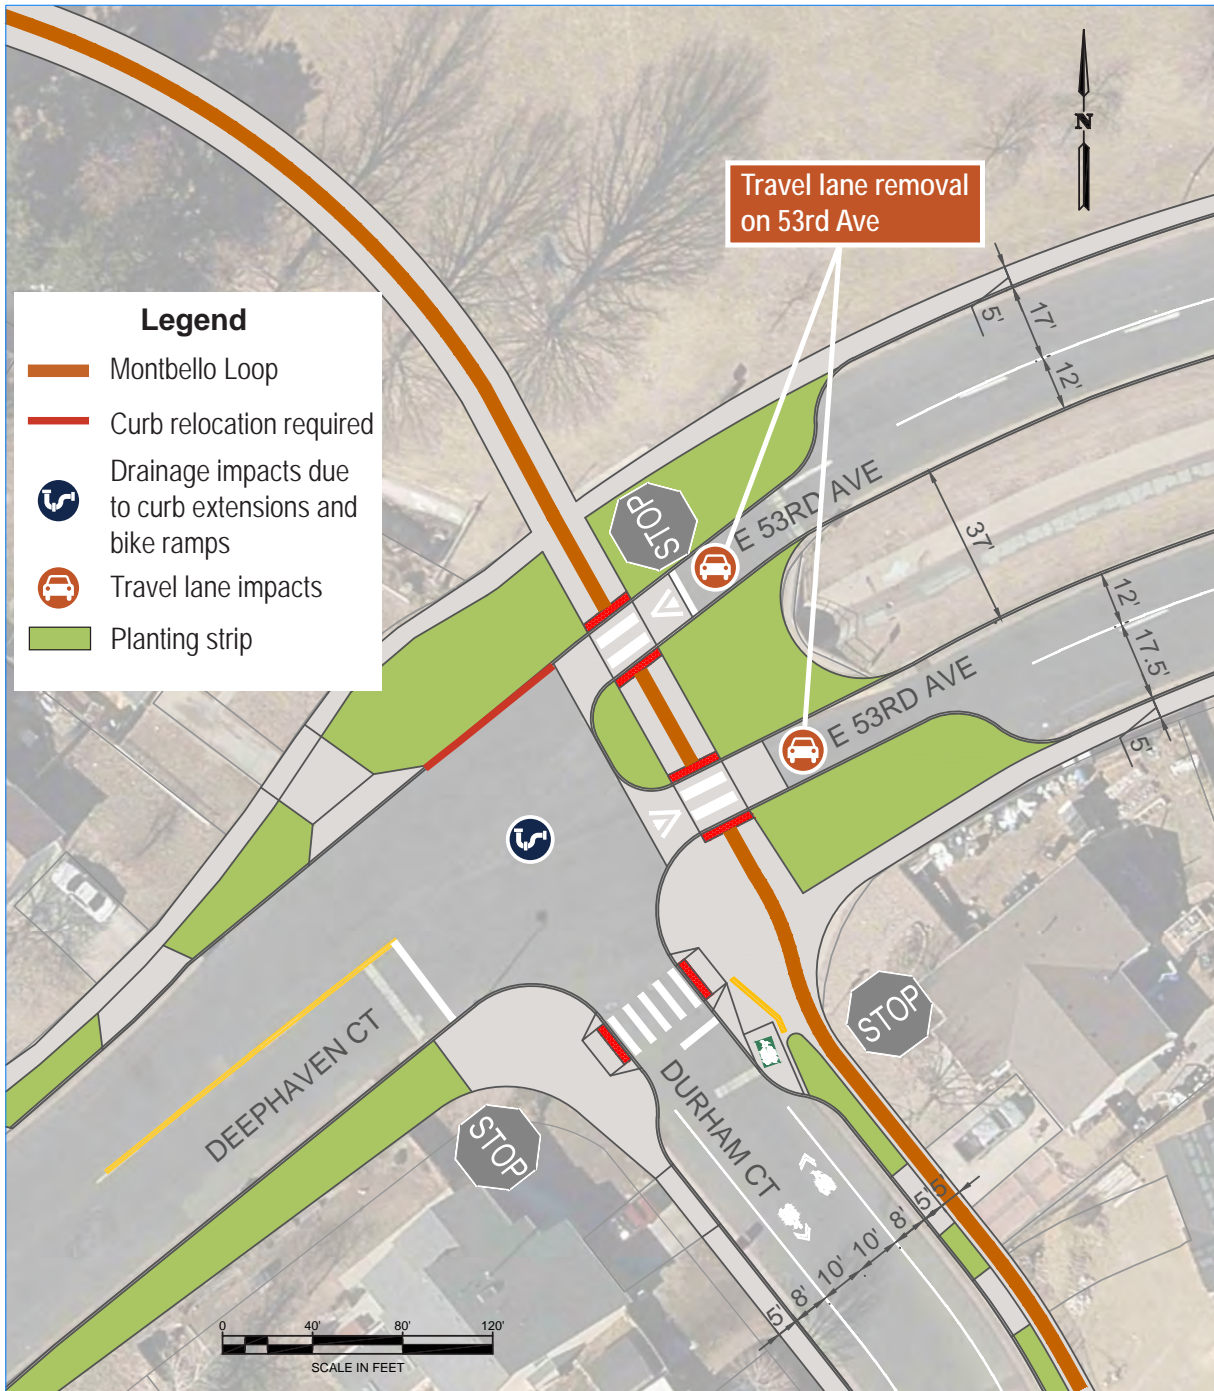 N
Travel lane removal
on 53rd Ave
Legend
Montbello Loop
Curb relocation required
Drainage impacts due
to curb extensions and
bike ramps
Travel lane impacts
Planting strip
5'
17'
12'
STOP
E 53RD AVE
37'
12'
17.5'
5'
E 53RD AVE
STOP
DEEPHAVEN CT
STOP
DURHAM CT
5'
8'
10'
10'
8'
5'
5'
0 40' 80' 120'
SCALE IN FEET